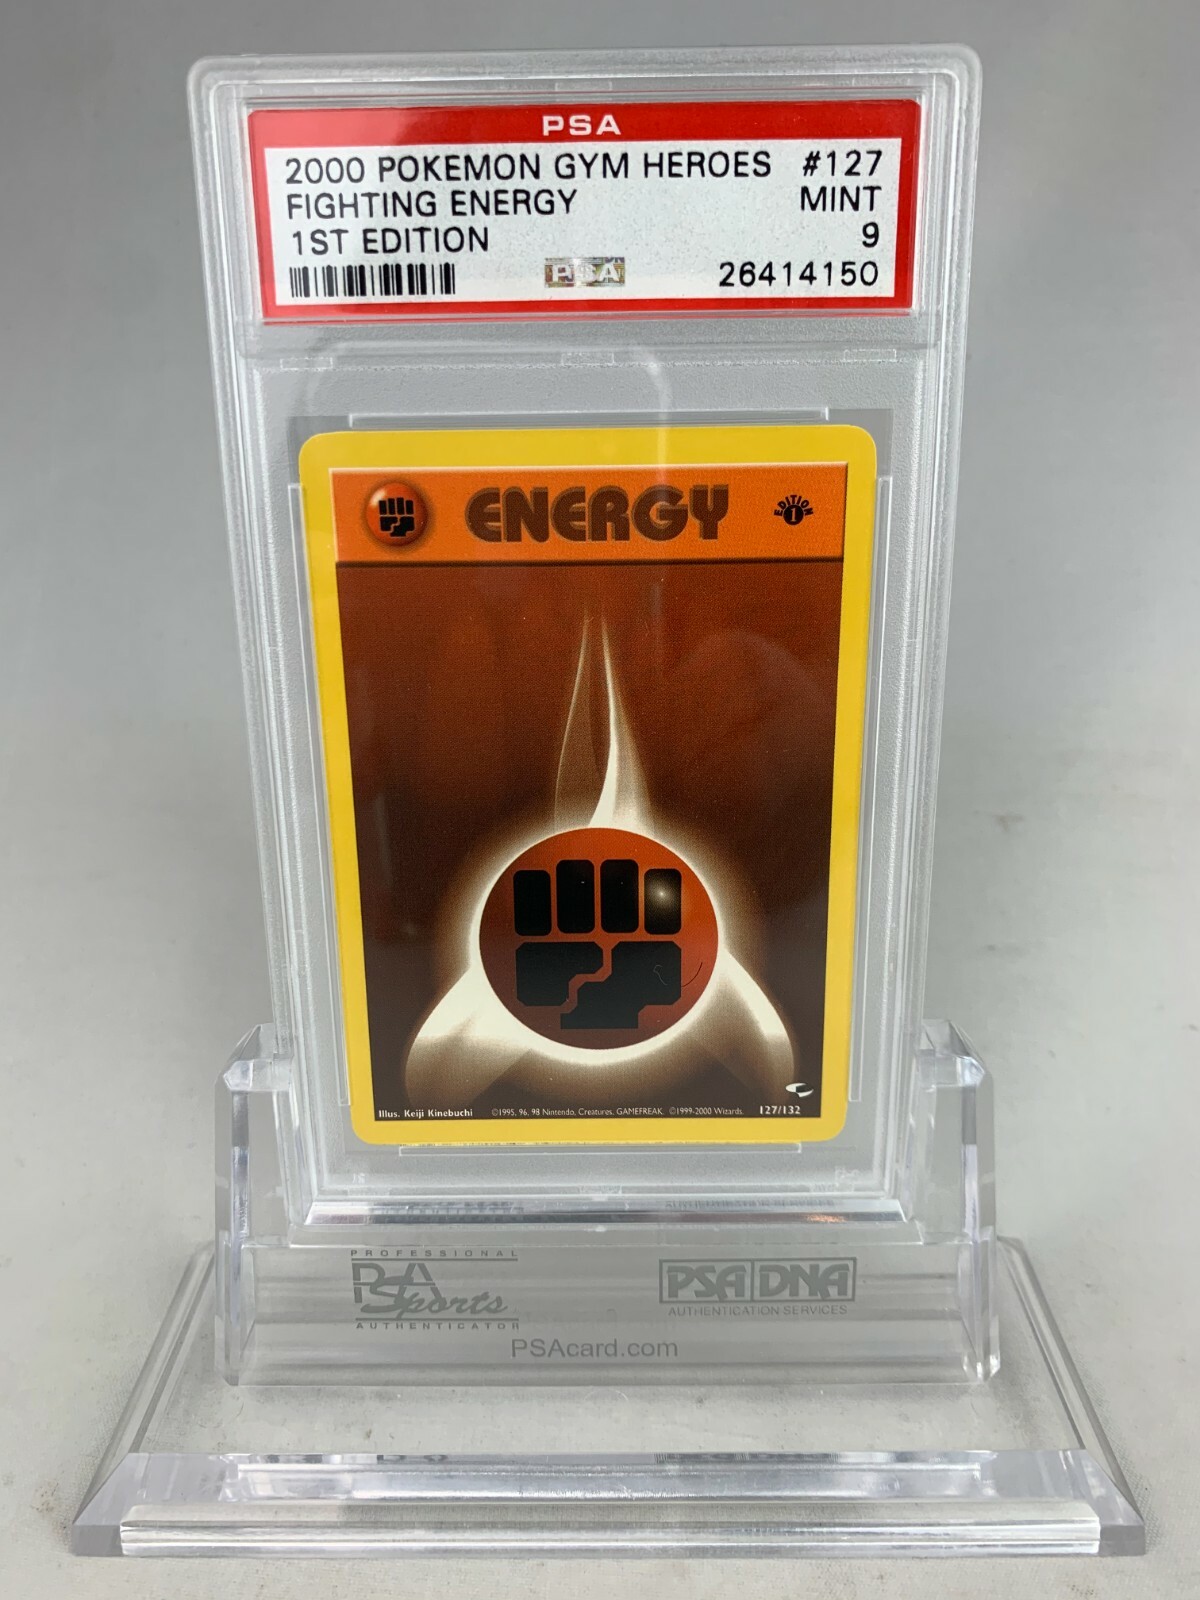 PSA
2000 POKEMON GYM HEROES #127
FIGHTING ENERGY MINT
1ST EDITION 9
PSA 26414150
ENERGY
EDITION 1
Illus. Keiji Kinebuchi ©1995, 96, 98 Nintendo, Creatures, GAMEFREAK. ©1999-2000 Wizards. 127/132
PROFESSIONAL
PSA
Sports
AUTHENTICATOR
PSA DNA
AUTHENTICATION SERVICES
PSAcard.com